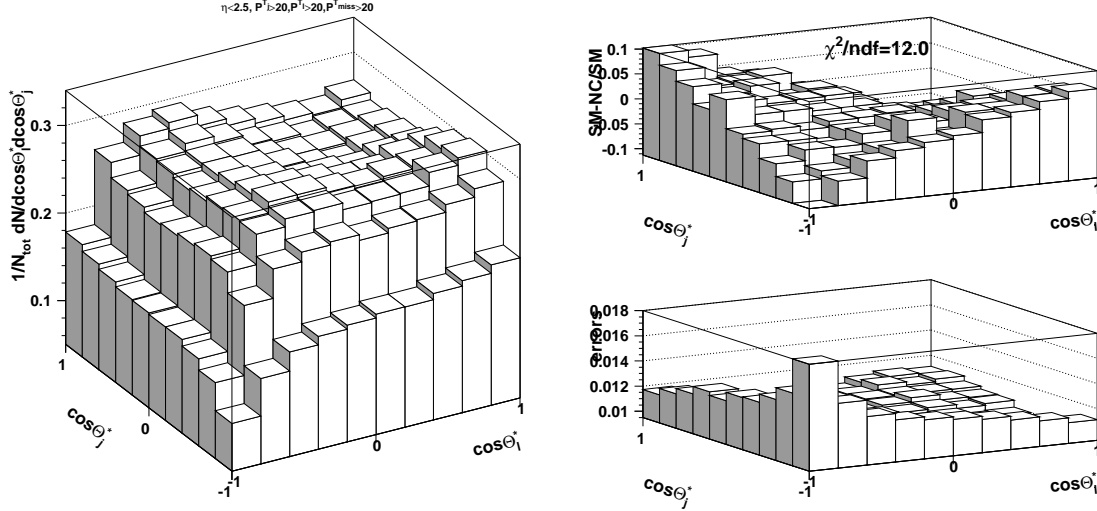 η<2.5, P^T_j>20,P^T_l>20,P^T_miss>20
1/N_tot dN/dcosΘ*_l dcosΘ*_j
0.3
0.2
0.1
1
0
-1
cosΘ*_j
-1
0
1
cosΘ*_l
χ²/ndf=12.0
SM-NC/SM
0.1
0.05
0
-0.05
-0.1
1
-1
cosΘ*_j
0
1
cosΘ*_l
errors
0.018
0.016
0.014
0.012
0.01
1
-1
cosΘ*_j
0
1
cosΘ*_l